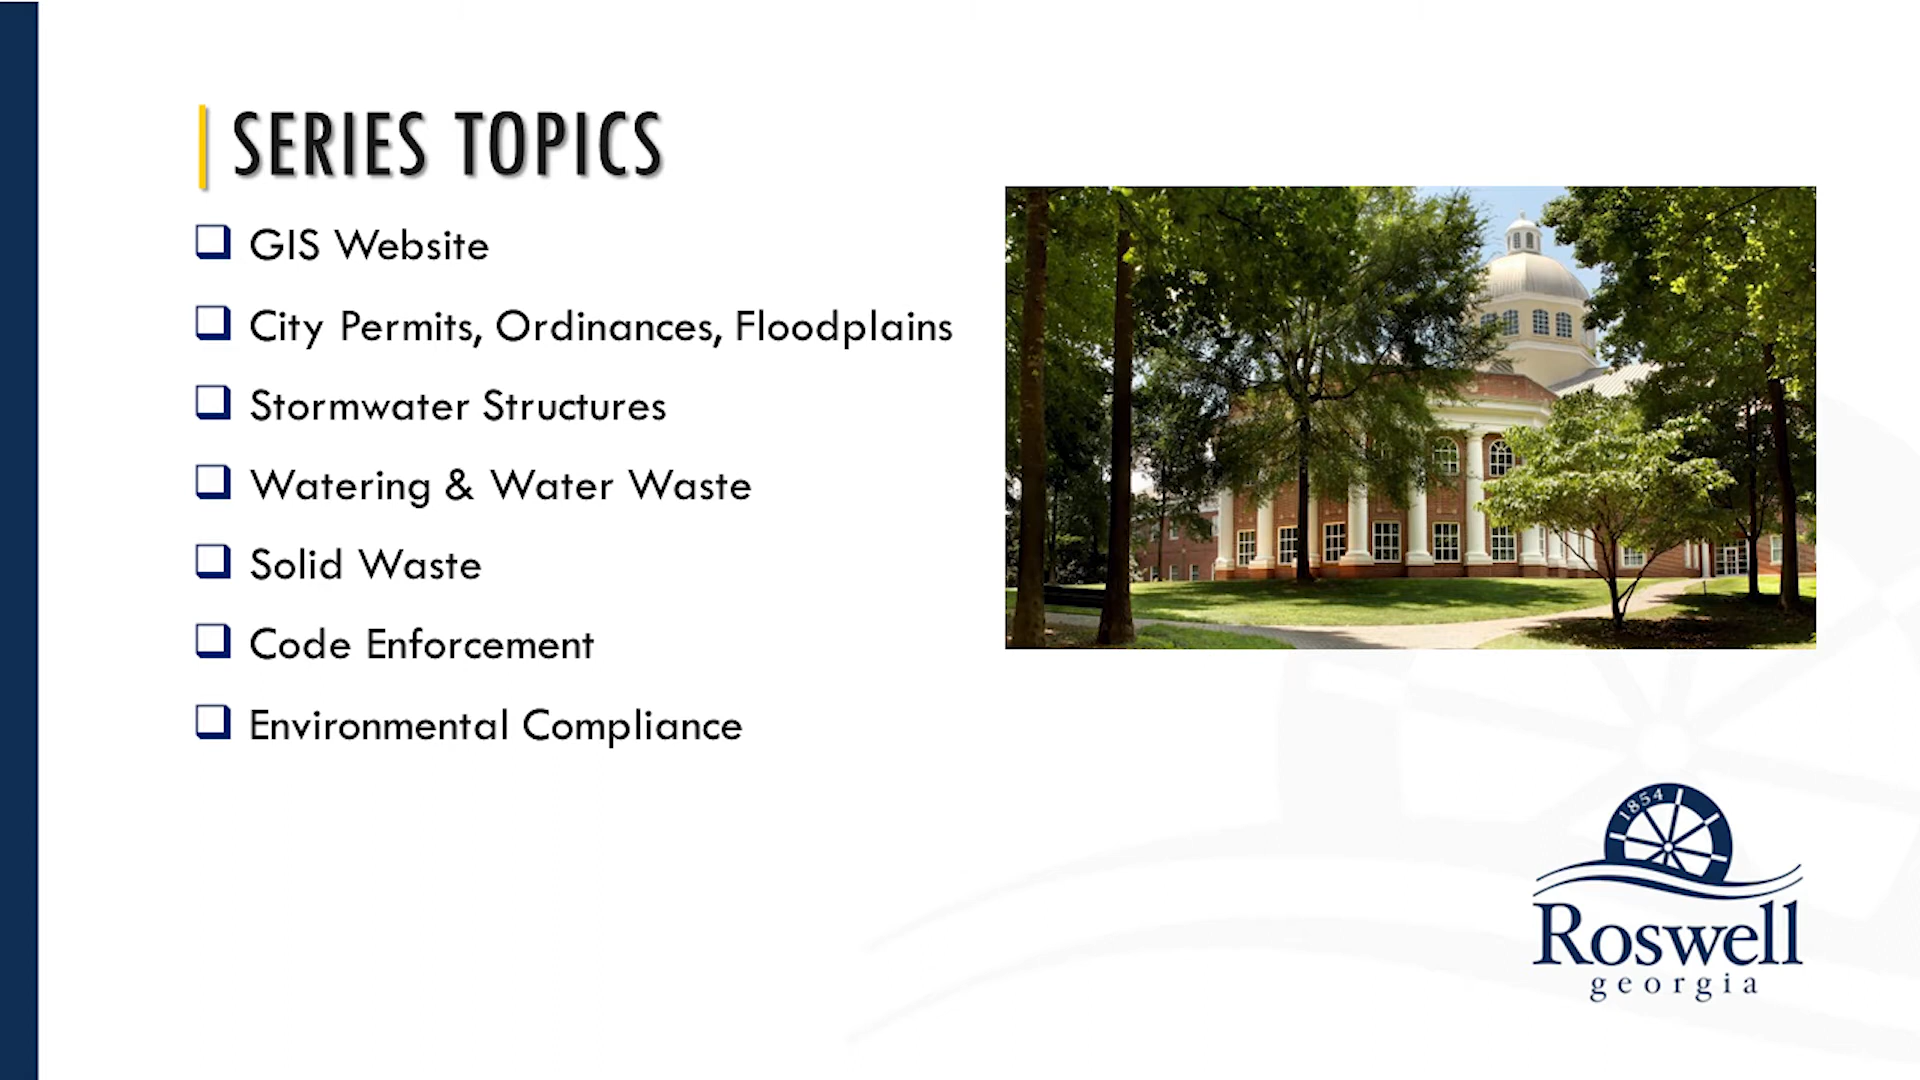 SERIES TOPICS
GIS Website
City Permits, Ordinances, Floodplains
Stormwater Structures
Watering & Water Waste
Solid Waste
Code Enforcement
Environmental Compliance
1854
Roswell
georgia